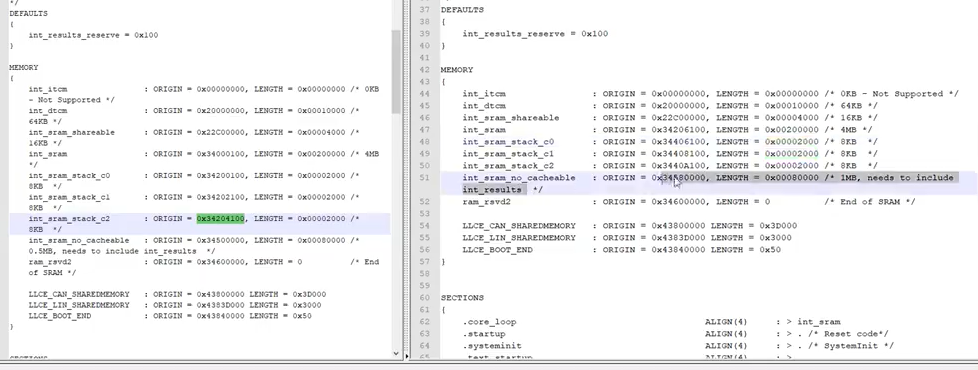 */
DEFAULTS
{
int_results_reserve = 0x100
}
MEMORY
{
int_itcm : ORIGIN = 0x00000000, LENGTH = 0x00000000 /* 0KB
- Not Supported */
int_dtcm : ORIGIN = 0x20000000, LENGTH = 0x00010000 /*
64KB */
int_sram_shareable : ORIGIN = 0x22C00000, LENGTH = 0x00004000 /*
16KB */
int_sram : ORIGIN = 0x34000100, LENGTH = 0x00200000 /* 4MB
*/
int_sram_stack_c0 : ORIGIN = 0x34200100, LENGTH = 0x00002000 /*
8KB */
int_sram_stack_c1 : ORIGIN = 0x34202100, LENGTH = 0x00002000 /*
8KB */
int_sram_stack_c2 : ORIGIN = 0x34204100, LENGTH = 0x00002000 /*
8KB */
int_sram_no_cacheable : ORIGIN = 0x34500000, LENGTH = 0x00080000 /*
0.5MB, needs to include int_results */
ram_rsvd2 : ORIGIN = 0x34600000, LENGTH = 0 /* End
of SRAM */
LLCE_CAN_SHAREDMEMORY : ORIGIN = 0x43800000 LENGTH = 0x3D000
LLCE_LIN_SHAREDMEMORY : ORIGIN = 0x4383D000 LENGTH = 0x3000
LLCE_BOOT_END : ORIGIN = 0x43840000 LENGTH = 0x50
}
SECTIONS
36
37 DEFAULTS
38 {
39 int_results_reserve = 0x100
40 }
41
42 MEMORY
43 {
44 int_itcm : ORIGIN = 0x00000000, LENGTH = 0x00000000 /* 0KB - Not Supported */
45 int_dtcm : ORIGIN = 0x20000000, LENGTH = 0x00010000 /* 64KB */
46 int_sram_shareable : ORIGIN = 0x22C00000, LENGTH = 0x00004000 /* 16KB */
47 int_sram : ORIGIN = 0x34206100, LENGTH = 0x00200000 /* 4MB */
48 int_sram_stack_c0 : ORIGIN = 0x34406100, LENGTH = 0x00002000 /* 8KB */
49 int_sram_stack_c1 : ORIGIN = 0x34408100, LENGTH = 0x00002000 /* 8KB */
50 int_sram_stack_c2 : ORIGIN = 0x3440A100, LENGTH = 0x00002000 /* 8KB */
51 int_sram_no_cacheable : ORIGIN = 0x34580000, LENGTH = 0x00080000 /* 1MB, needs to include
int_results */
52 ram_rsvd2 : ORIGIN = 0x34600000, LENGTH = 0 /* End of SRAM */
53
54 LLCE_CAN_SHAREDMEMORY : ORIGIN = 0x43800000 LENGTH = 0x3D000
55 LLCE_LIN_SHAREDMEMORY : ORIGIN = 0x4383D000 LENGTH = 0x3000
56 LLCE_BOOT_END : ORIGIN = 0x43840000 LENGTH = 0x50
57 }
58
59
60 SECTIONS
61 {
62 .core_loop ALIGN(4) : > int_sram
63 .startup ALIGN(4) : > . /* Reset code*/
64 .systeminit ALIGN(4) : > . /* SystemInit */
65 .text_startup ALIGN(4) : > .